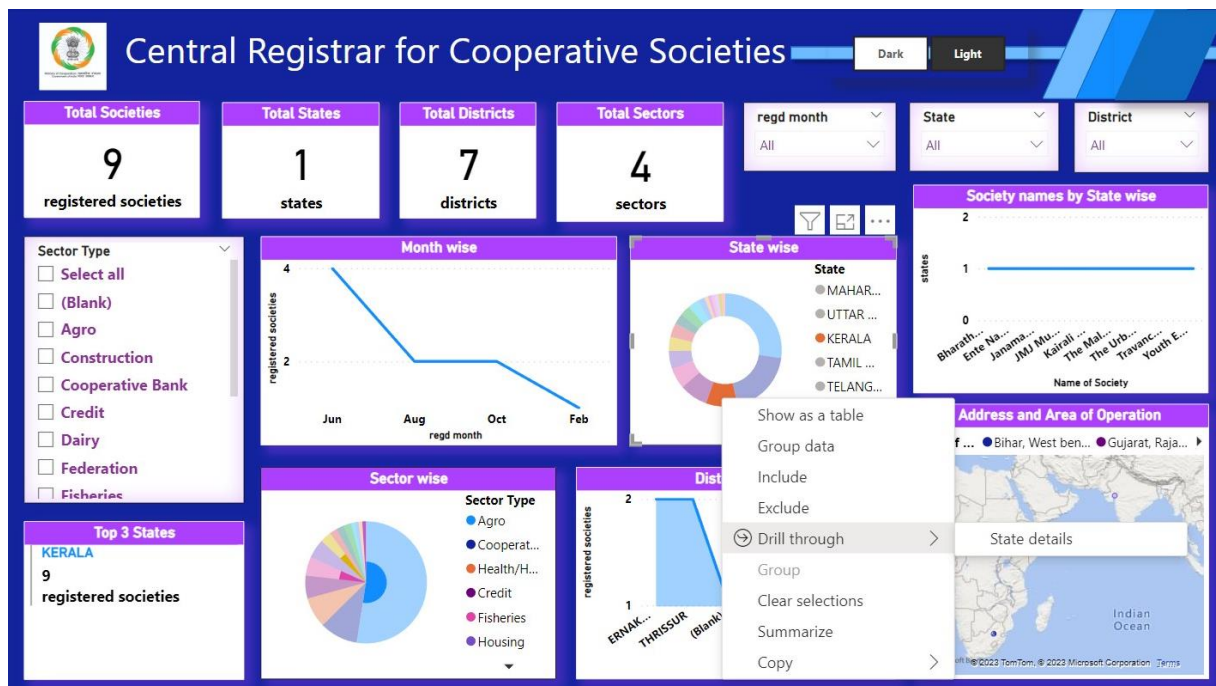 Central Registrar for Cooperative Societies
Dark
Light
Total Societies
9
registered societies
Total States
1
states
Total Districts
7
districts
Total Sectors
4
sectors
regd month
All
State
All
District
All
Sector Type
Select all
(Blank)
Agro
Construction
Cooperative Bank
Credit
Dairy
Federation
Fisheries
Month wise
registered societies
4
2
Jun
Aug
Oct
Feb
regd month
State wise
State
MAHAR...
UTTAR ...
KERALA
TAMIL ...
TELANG...
Society names by State wise
states
2
1
0
Bharath...
Ente Na...
Janama...
JMJ Mu...
Kairali ...
The Mal...
The Urb...
Travanc...
Youth E...
Name of Society
Top 3 States
KERALA
9
registered societies
Sector wise
Sector Type
Agro
Cooperat...
Health/H...
Credit
Fisheries
Housing
Dist
registered societies
2
1
ERNAK...
THRISSUR
(Blank)
Show as a table
Group data
Include
Exclude
Drill through
State details
Group
Clear selections
Summarize
Copy
Address and Area of Operation
f ... Bihar, West ben... Gujarat, Raja...
Indian
Ocean
© 2023 TomTom, © 2023 Microsoft Corporation Terms